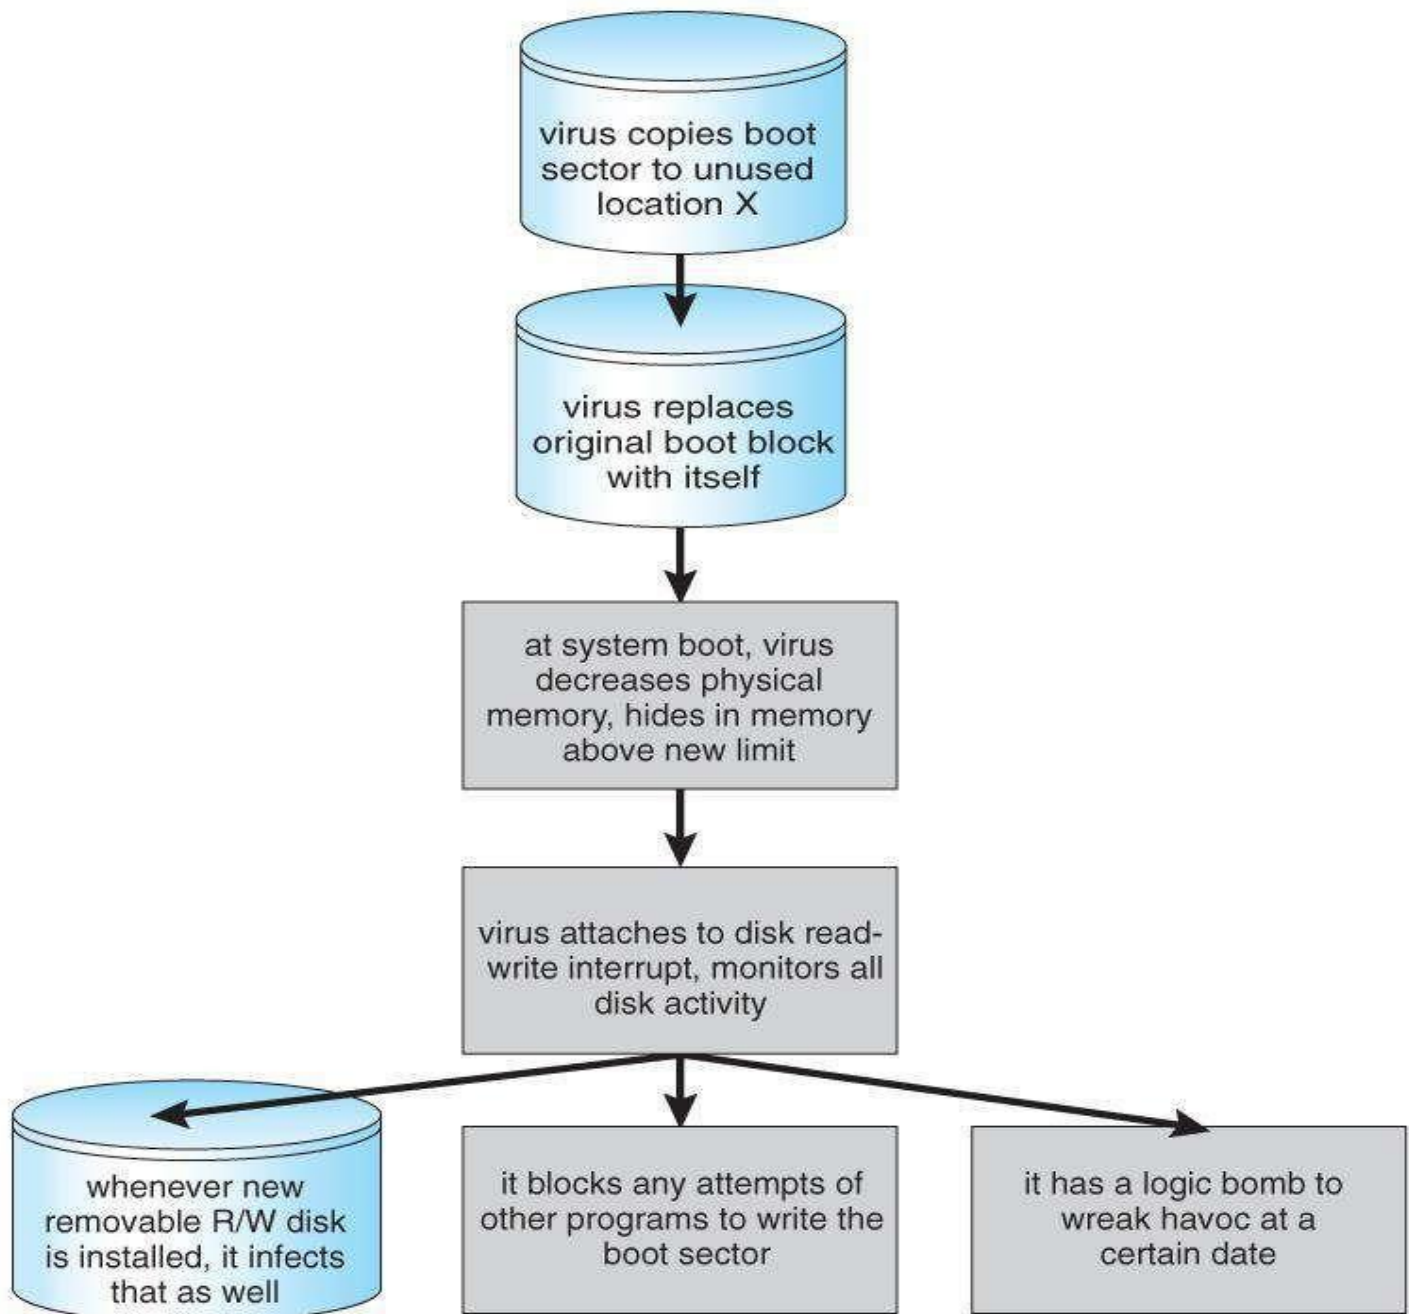 virus copies boot
sector to unused
location X
virus replaces
original boot block
with itself
at system boot, virus
decreases physical
memory, hides in memory
above new limit
virus attaches to disk read-
write interrupt, monitors all
disk activity
whenever new
removable R/W disk
is installed, it infects
that as well
it blocks any attempts of
other programs to write the
boot sector
it has a logic bomb to
wreak havoc at a
certain date